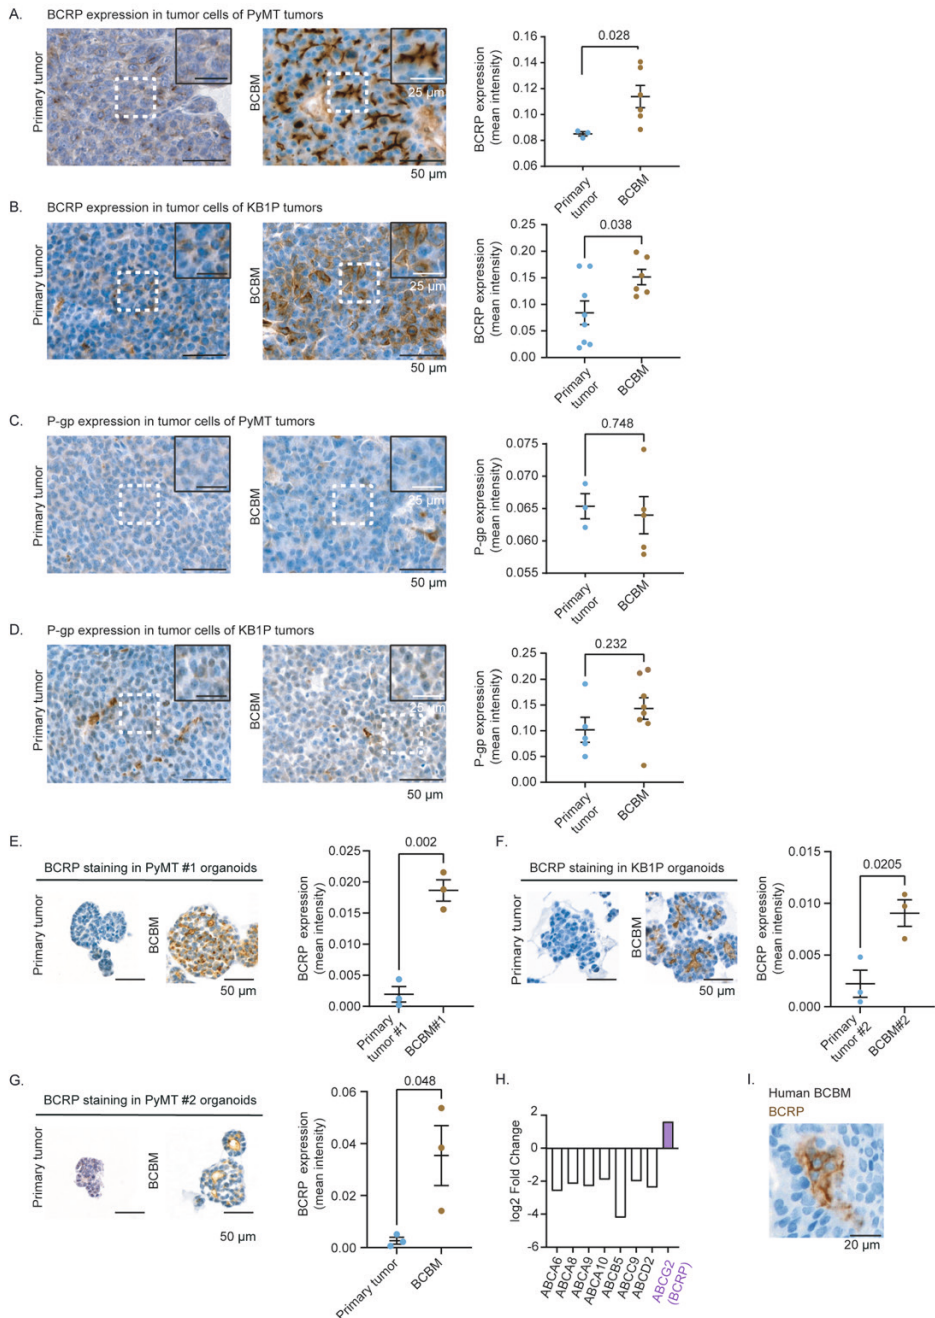 A. BCRP expression in tumor cells of PyMT tumors
Primary tumor
BCBM
25 µm
50 µm
BCRP expression
(mean intensity)
0.16
0.14
0.12
0.10
0.08
0.06
0.028
Primary
tumor
BCBM
B. BCRP expression in tumor cells of KB1P tumors
Primary tumor
BCBM
25 µm
50 µm
BCRP expression
(mean intensity)
0.25
0.20
0.15
0.10
0.05
0.00
0.038
Primary
tumor
BCBM
C. P-gp expression in tumor cells of PyMT tumors
Primary tumor
BCBM
25 µm
50 µm
P-gp expression
(mean intensity)
0.075
0.070
0.065
0.060
0.055
0.748
Primary
tumor
BCBM
D. P-gp expression in tumor cells of KB1P tumors
Primary tumor
BCBM
25 µm
50 µm
P-gp expression
(mean intensity)
0.25
0.20
0.15
0.10
0.05
0.00
0.232
Primary
tumor
BCBM
E.
BCRP staining in PyMT #1 organoids
Primary tumor
BCBM
50 µm
BCRP expression
(mean intensity)
0.025
0.020
0.015
0.010
0.005
0.000
0.002
Primary
tumor #1
BCBM#1
F.
BCRP staining in KB1P organoids
Primary tumor
BCBM
50 µm
BCRP expression
(mean intensity)
0.015
0.010
0.005
0.000
0.0205
Primary
tumor #2
BCBM#2
G.
BCRP staining in PyMT #2 organoids
Primary tumor
BCBM
50 µm
BCRP expression
(mean intensity)
0.06
0.04
0.02
0.00
0.048
Primary tumor
BCBM
H.
log2 Fold Change
2
0
-2
-4
-6
ABCA6
ABCA8
ABCA9
ABCA10
ABCB5
ABCC9
ABCD2
ABCG2
(BCRP)
I.
Human BCBM
BCRP
20 µm